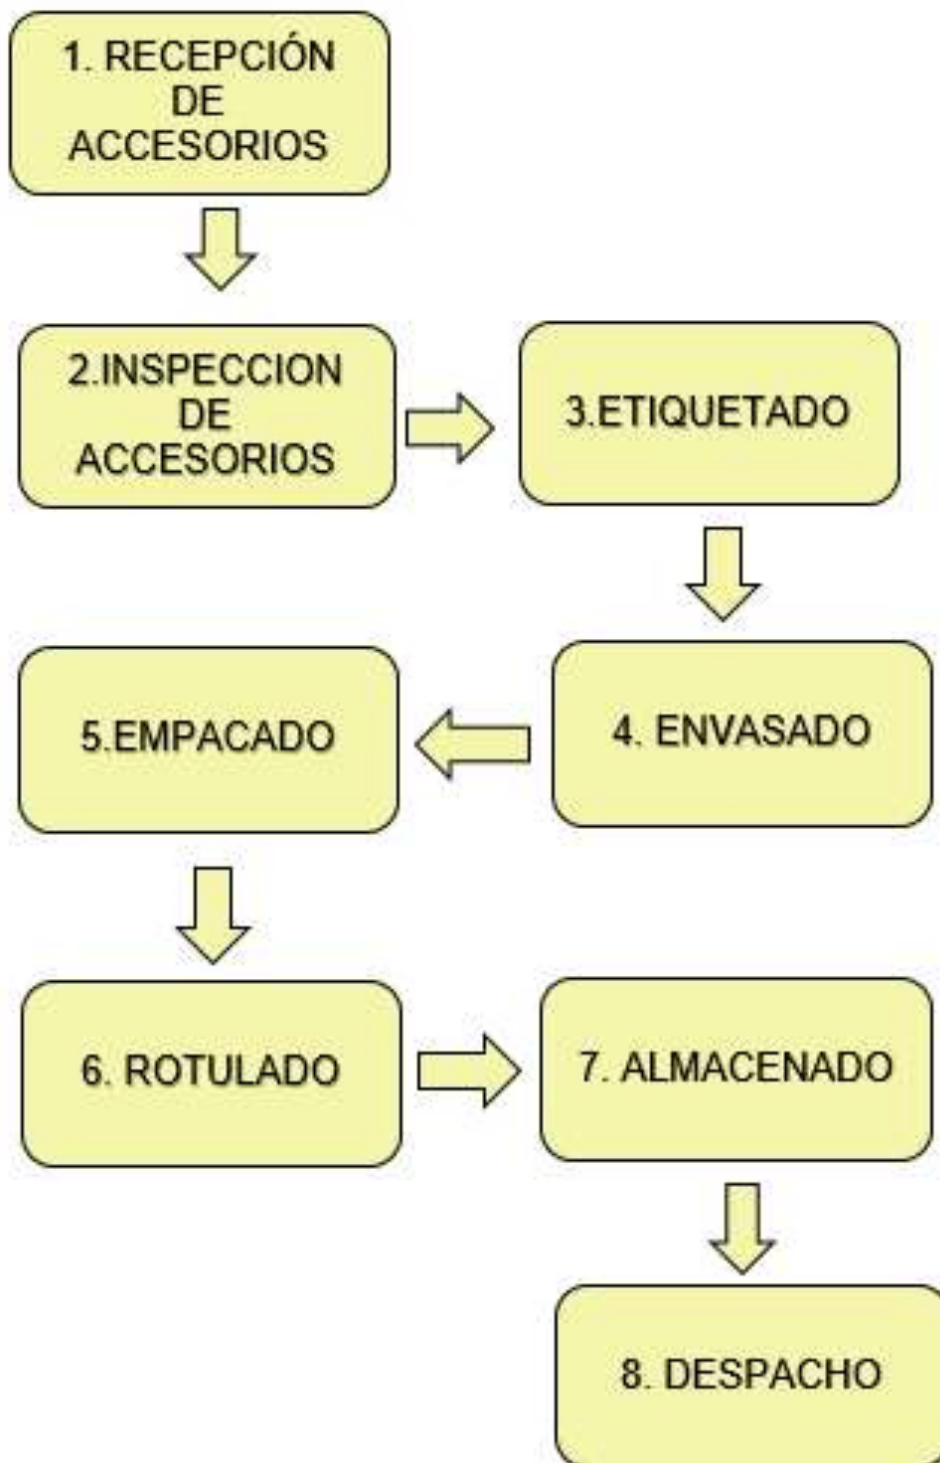 1. RECEPCIÓN
DE
ACCESORIOS
2.INSPECCION
DE
ACCESORIOS
3.ETIQUETADO
4. ENVASADO
5.EMPACADO
6. ROTULADO
7. ALMACENADO
8. DESPACHO